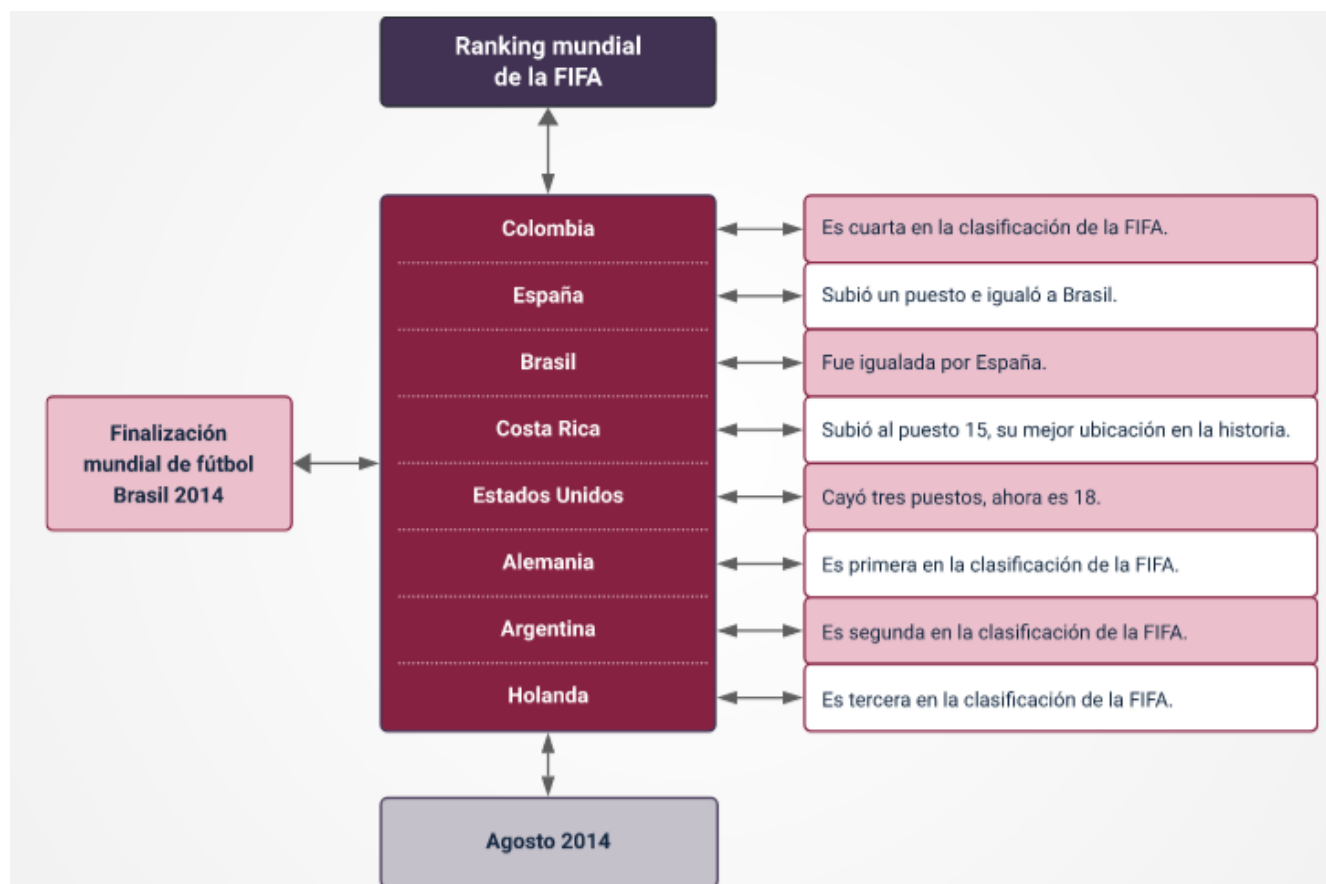 Ranking mundial
de la FIFA
Colombia
Es cuarta en la clasificación de la FIFA.
España
Subió un puesto e igualó a Brasil.
Brasil
Fue igualada por España.
Costa Rica
Subió al puesto 15, su mejor ubicación en la historia.
Finalización
mundial de fútbol
Brasil 2014
Estados Unidos
Cayó tres puestos, ahora es 18.
Alemania
Es primera en la clasificación de la FIFA.
Argentina
Es segunda en la clasificación de la FIFA.
Holanda
Es tercera en la clasificación de la FIFA.
Agosto 2014